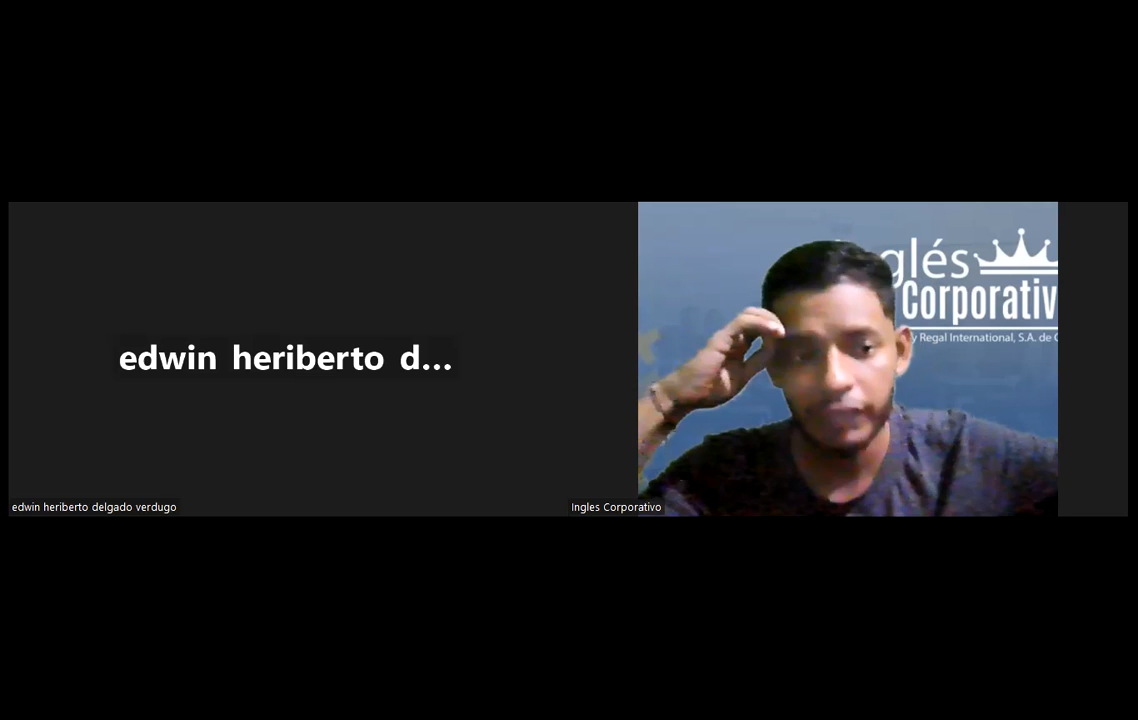 edwin heriberto d...
edwin heriberto delgado verdugo
glés
Corporativ
y Regal International, S.A. de C
Ingles Corporativo